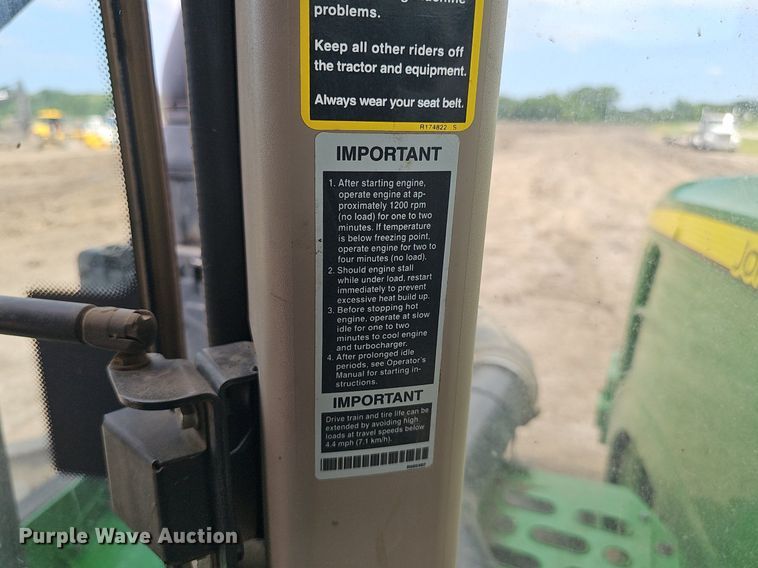 problems.
Keep all other riders off
the tractor and equipment.
Always wear your seat belt.
R174822 S
IMPORTANT
1. After starting engine,
operate engine at ap-
proximately 1200 rpm
(no load) for one to two
minutes. If temperature
is below freezing point,
operate engine for two to
four minutes (no load).
2. Should engine stall
while under load, restart
immediately to prevent
excessive heat build up.
3. Before stopping hot
engine, operate at slow
idle for one to two
minutes to cool engine
and turbocharger.
4. After prolonged idle
periods, see Operator's
Manual for starting in-
structions.
IMPORTANT
Drive train and tire life can be
extended by avoiding high
loads at travel speeds below
4.4 mph (7.1 km/h).
Purple Wave Auction®